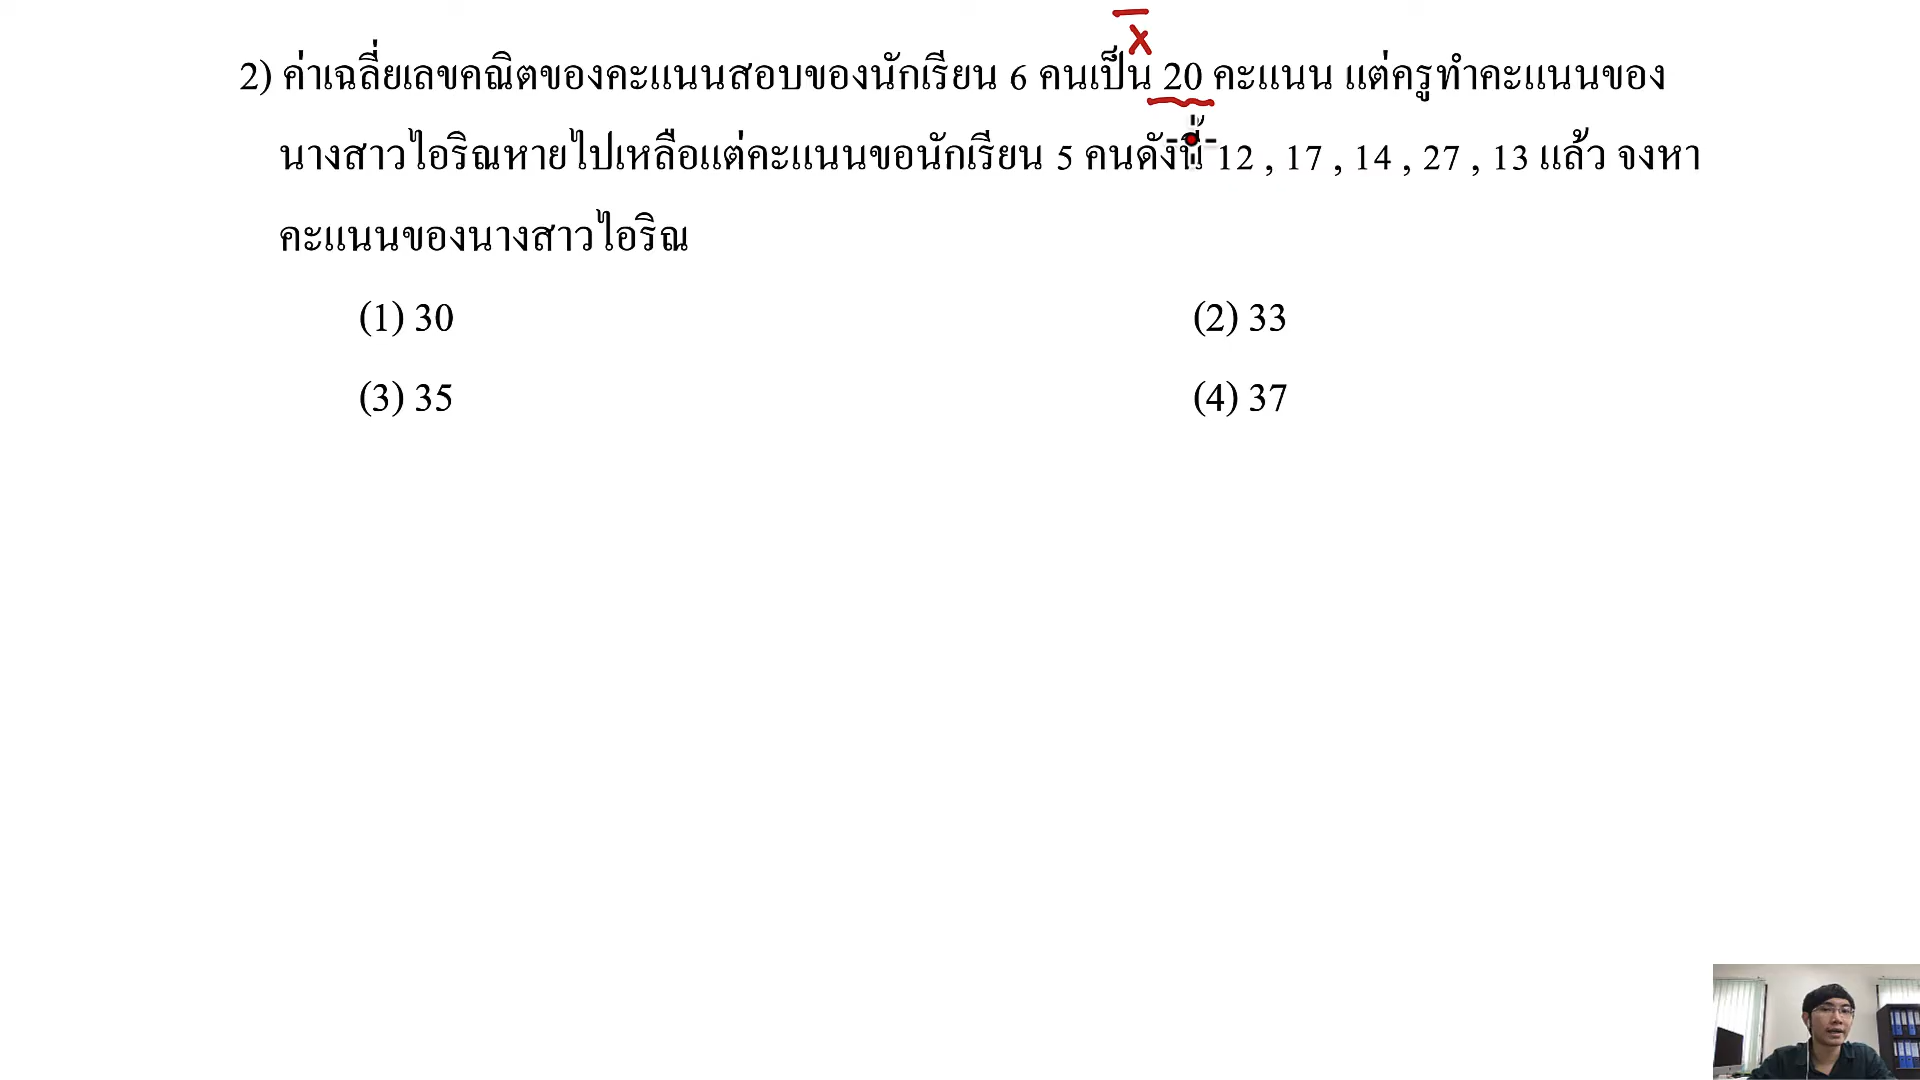 x̄
2) ค่าเฉลี่ยเลขคณิตของคะแนนสอบของนักเรียน 6 คนเป็น 20 คะแนน แต่ครูทำคะแนนของ
นางสาวไอริณหายไปเหลือแต่คะแนนขอนักเรียน 5 คนดังนี้ 12 , 17 , 14 , 27 , 13 แล้ว จงหา
คะแนนของนางสาวไอริณ
(1) 30 (2) 33
(3) 35 (4) 37